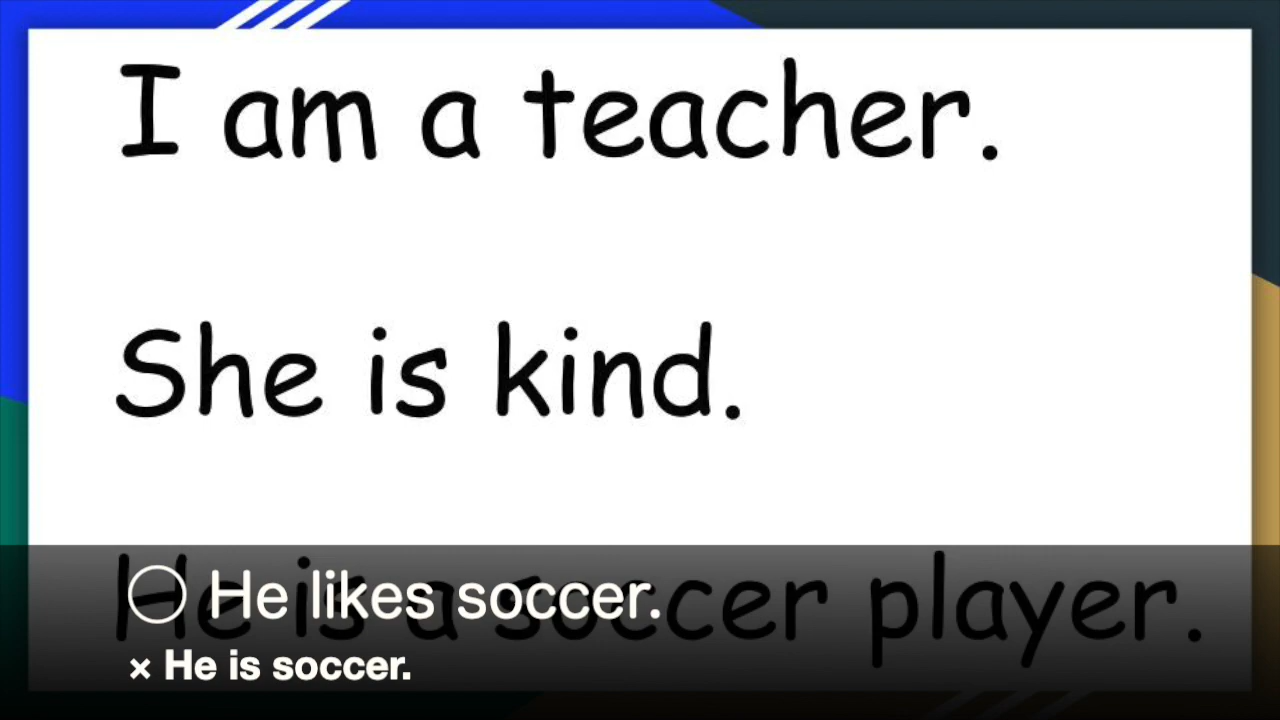 I am a teacher.
She is kind.
He is a soccer player.
○ He likes soccer.
× He is soccer.